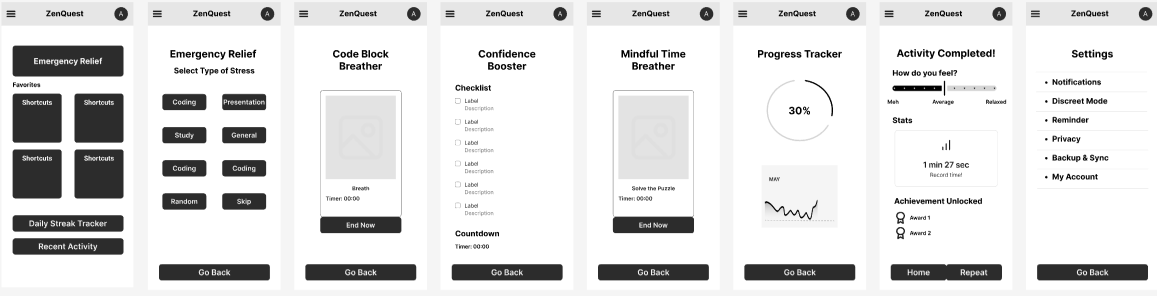 ZenQuest
A
Emergency Relief
Favorites
Shortcuts
Shortcuts
Shortcuts
Shortcuts
Daily Streak Tracker
Recent Activity
ZenQuest
A
Emergency Relief
Select Type of Stress
Coding
Presentation
Study
General
Coding
Coding
Random
Skip
Go Back
ZenQuest
A
Code Block
Breather
Breath
Timer: 00:00
End Now
Go Back
ZenQuest
A
Confidence
Booster
Checklist
Label
Description
Label
Description
Label
Description
Label
Description
Label
Description
Label
Description
Countdown
Timer: 00:00
Go Back
ZenQuest
A
Mindful Time
Breather
Solve the Puzzle
Timer: 00:00
End Now
Go Back
ZenQuest
A
Progress Tracker
30%
MAY
Go Back
ZenQuest
A
Activity Completed!
How do you feel?
Meh
Average
Relaxed
Stats
1 min 27 sec
Record time!
Achievement Unlocked
Award 1
Award 2
Home
Repeat
ZenQuest
A
Settings
• Notifications
• Discreet Mode
• Reminder
• Privacy
• Backup & Sync
• My Account
Go Back